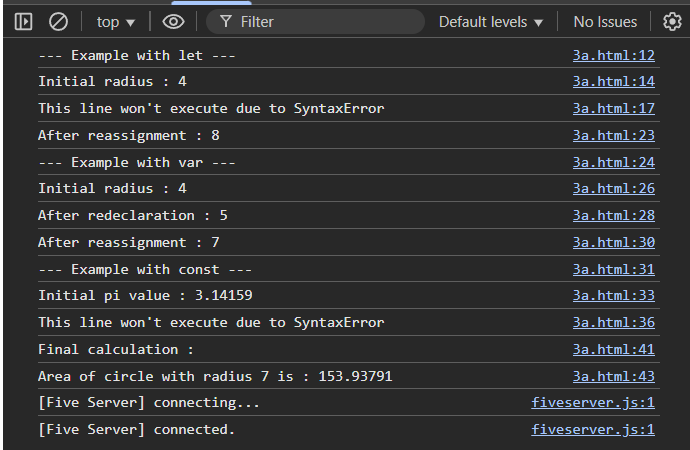 top ▼ Filter Default levels ▼ No Issues
--- Example with let --- 3a.html:12
Initial radius : 4 3a.html:14
This line won't execute due to SyntaxError 3a.html:17
After reassignment : 8 3a.html:23
--- Example with var --- 3a.html:24
Initial radius : 4 3a.html:26
After redeclaration : 5 3a.html:28
After reassignment : 7 3a.html:30
--- Example with const --- 3a.html:31
Initial pi value : 3.14159 3a.html:33
This line won't execute due to SyntaxError 3a.html:36
Final calculation : 3a.html:41
Area of circle with radius 7 is : 153.93791 3a.html:43
[Five Server] connecting... fiveserver.js:1
[Five Server] connected. fiveserver.js:1